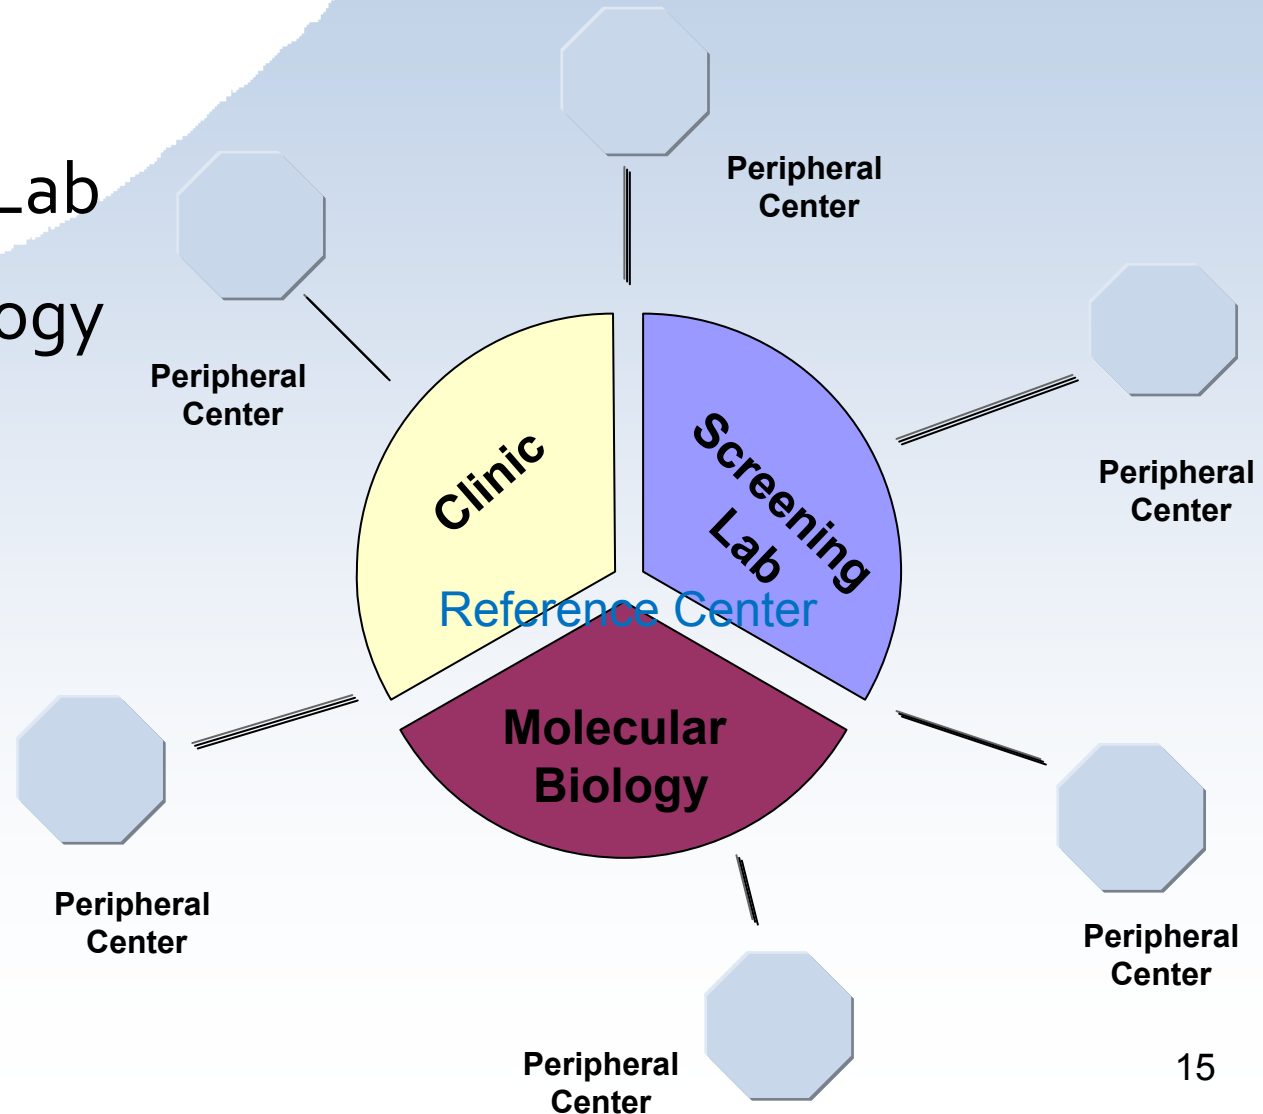 Lab
ogy
Peripheral
Center
Peripheral
Center
Peripheral
Center
Clinic
Screening
Lab
Reference Center
Molecular
Biology
Peripheral
Center
Peripheral
Center
Peripheral
Center
15